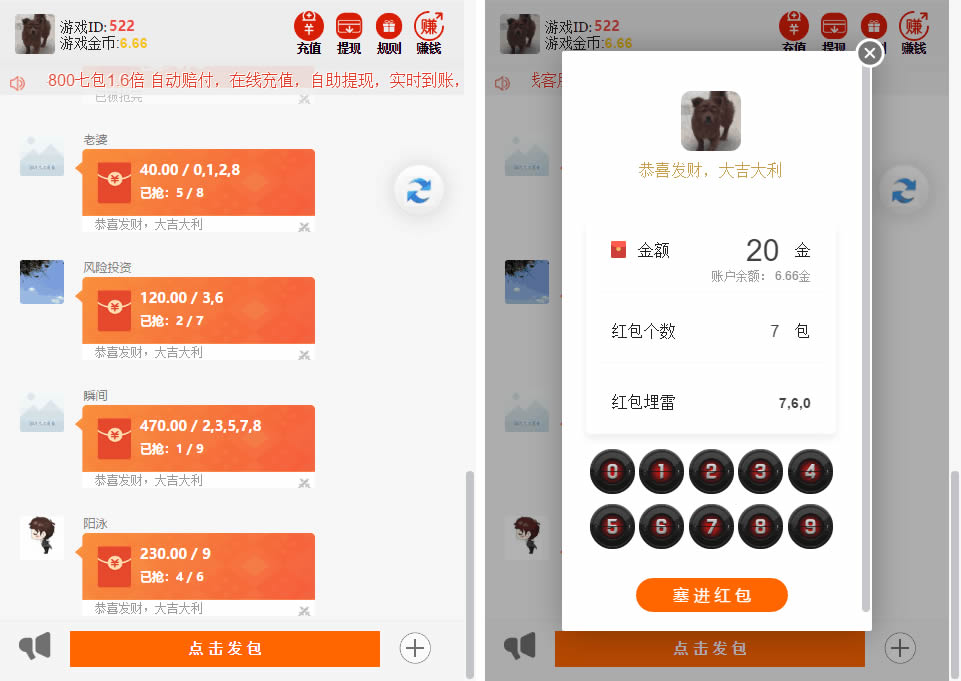 游戏ID: 522
游戏金币:6.66
充值 提现 规则 赚钱
800七包1.6倍 自动赔付，在线充值，自助提现，实时到账，
已被抢完
老婆
40.00 / 0,1,2,8
已抢：5 / 8
恭喜发财，大吉大利
风险投资
120.00 / 3,6
已抢：2 / 7
恭喜发财，大吉大利
瞬间
470.00 / 2,3,5,7,8
已抢：1 / 9
恭喜发财，大吉大利
阳泳
230.00 / 9
已抢：4 / 6
恭喜发财，大吉大利
点击发包
游戏ID: 522
游戏金币:6.66
充值 提现 赚钱
线客服
恭喜发财，大吉大利
金额 20 金
账户余额：6.66金
红包个数 7 包
红包埋雷 7,6,0
0 1 2 3 4
5 6 7 8 9
塞进红包
点击发包